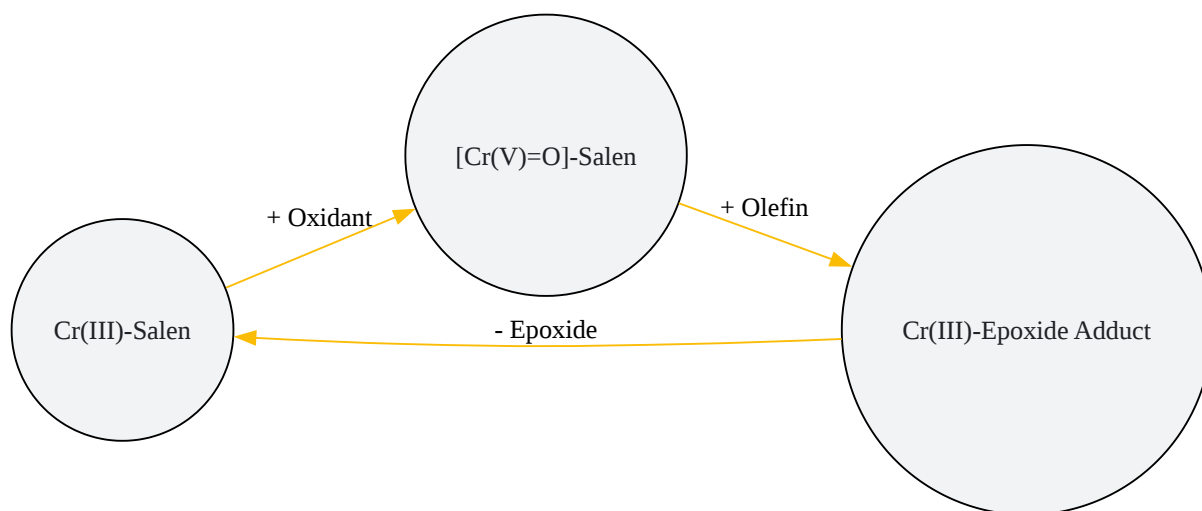 [Cr(V)=O]-Salen
+ Oxidant
+ Olefin
Cr(III)-Salen
- Epoxide
Cr(III)-Epoxide Adduct